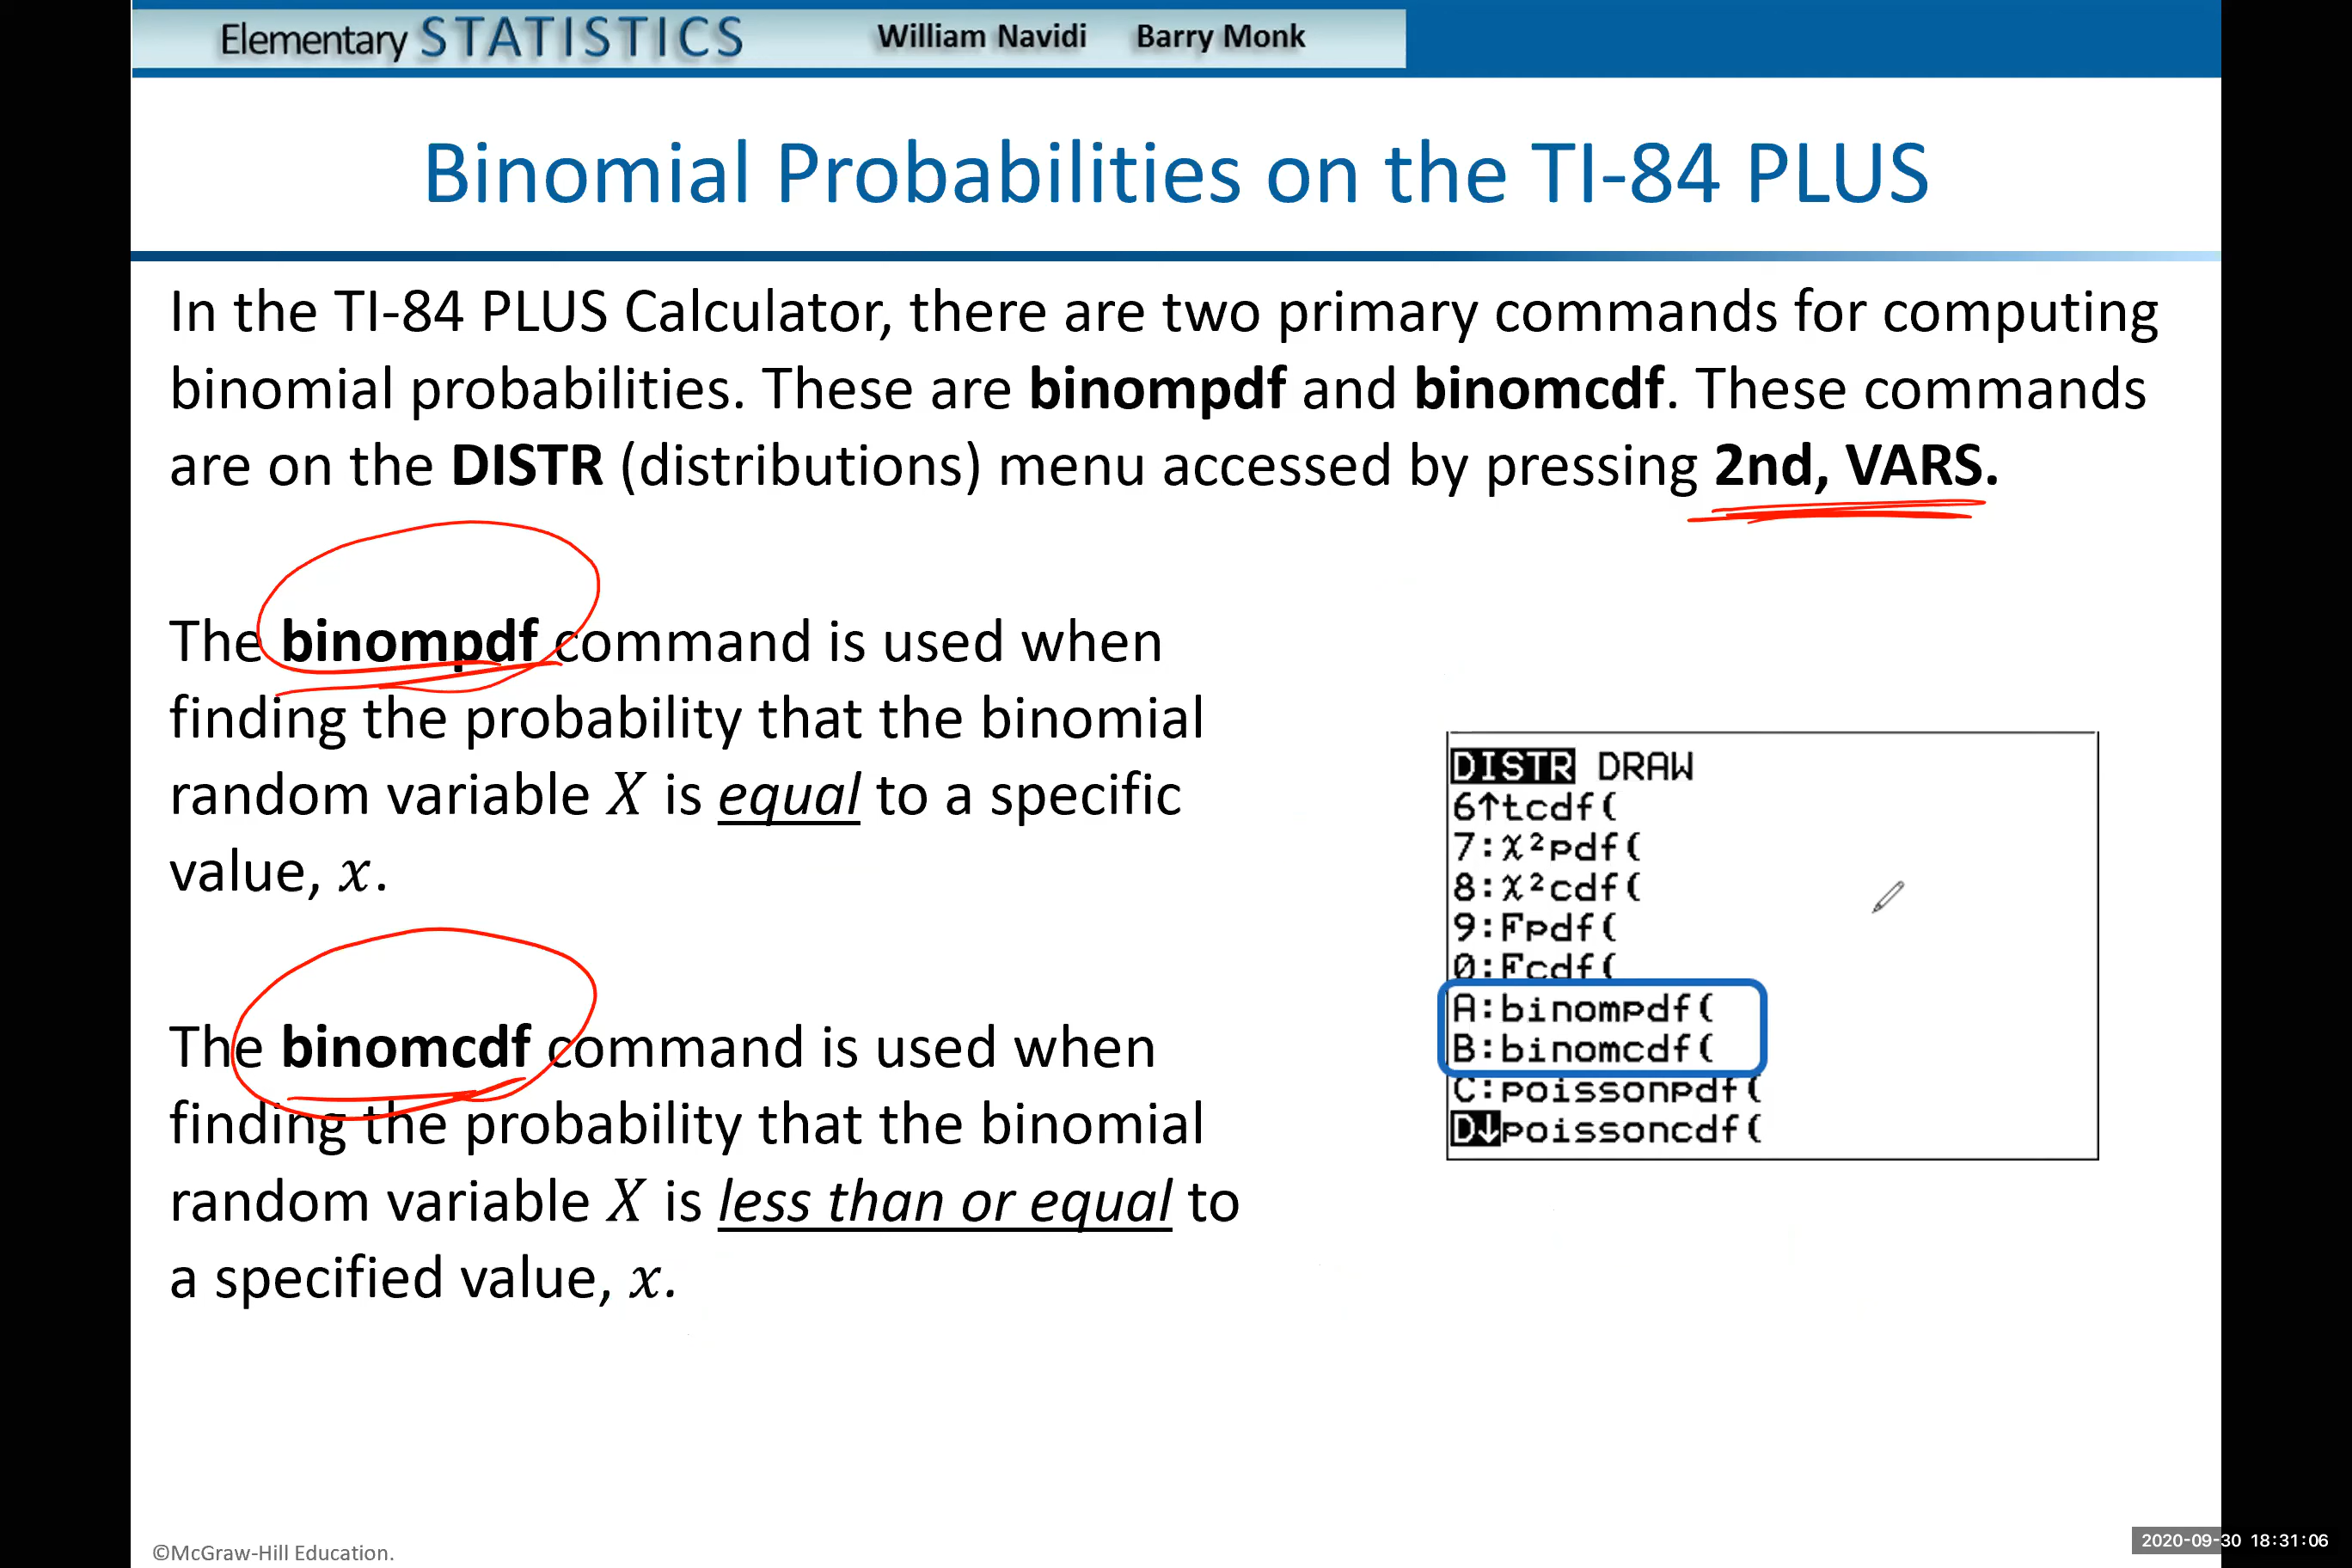 Elementary STATISTICS William Navidi Barry Monk
Binomial Probabilities on the TI-84 PLUS
In the TI-84 PLUS Calculator, there are two primary commands for computing
binomial probabilities. These are binompdf and binomcdf. These commands
are on the DISTR (distributions) menu accessed by pressing 2nd, VARS.
The binompdf command is used when
finding the probability that the binomial
random variable X is equal to a specific
value, x.
The binomcdf command is used when
finding the probability that the binomial
random variable X is less than or equal to
a specified value, x.
DISTR DRAW
6↑tcdf(
7:χ²pdf(
8:χ²cdf(
9:Fpdf(
0:Fcdf(
A:binompdf(
B:binomcdf(
C:poissonpdf(
D↓poissoncdf(
©McGraw-Hill Education.
2020-09-30 18:31:06